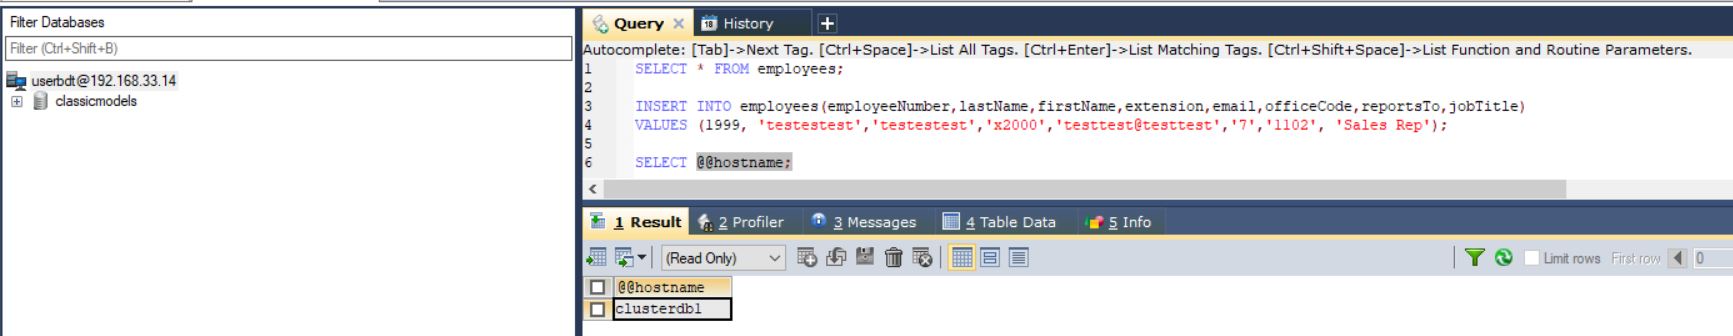 Filter Databases
Filter (Ctrl+Shift+B)
userbdt@192.168.33.14
classicmodels
Query
History
Autocomplete: [Tab]->Next Tag. [Ctrl+Space]->List All Tags. [Ctrl+Enter]->List Matching Tags. [Ctrl+Shift+Space]->List Function and Routine Parameters.
1 SELECT * FROM employees;
2
3 INSERT INTO employees(employeeNumber,lastName,firstName,extension,email,officeCode,reportsTo,jobTitle)
4 VALUES (1999, 'testestest','testestest','x2000','testtest@testtest','7','1102', 'Sales Rep');
5
6 SELECT @@hostname;
1 Result
2 Profiler
3 Messages
4 Table Data
5 Info
(Read Only)
Limit rows First row 0
@@hostname
clusterdb1